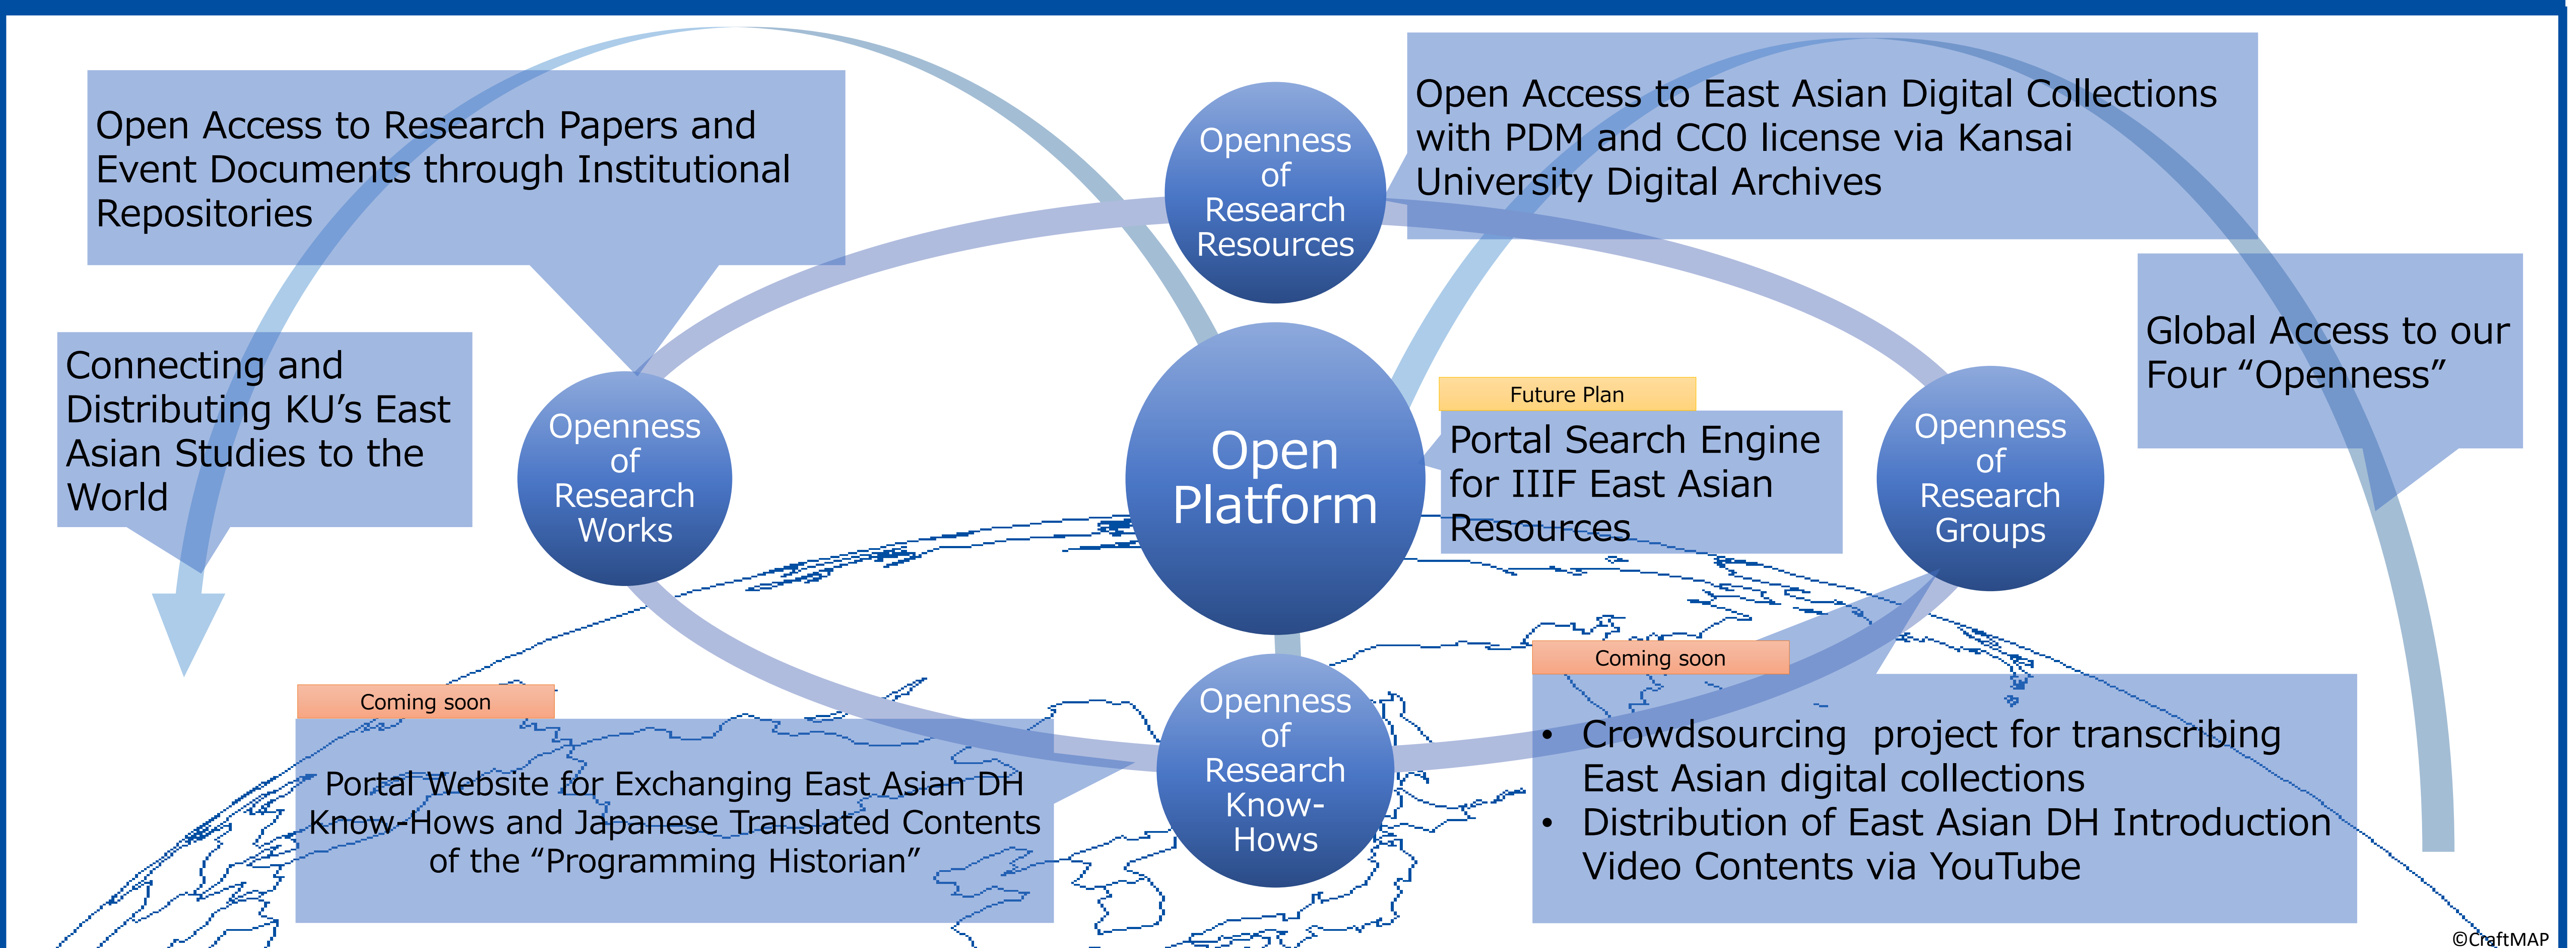 Open Access to Research Papers and
Event Documents through Institutional
Repositories
Openness
of
Research
Resources
Open Access to East Asian Digital Collections
with PDM and CC0 license via Kansai
University Digital Archives
Connecting and
Distributing KU’s East
Asian Studies to the
World
Openness
of
Research
Works
Open
Platform
Future Plan
Portal Search Engine
for IIIF East Asian
Resources
Openness
of
Research
Groups
Global Access to our
Four “Openness”
Coming soon
Portal Website for Exchanging East Asian DH
Know-Hows and Japanese Translated Contents
of the “Programming Historian”
Openness
of
Research
Know-
Hows
Coming soon
• Crowdsourcing  project for transcribing
East Asian digital collections
• Distribution of East Asian DH Introduction
Video Contents via YouTube
©CraftMAP